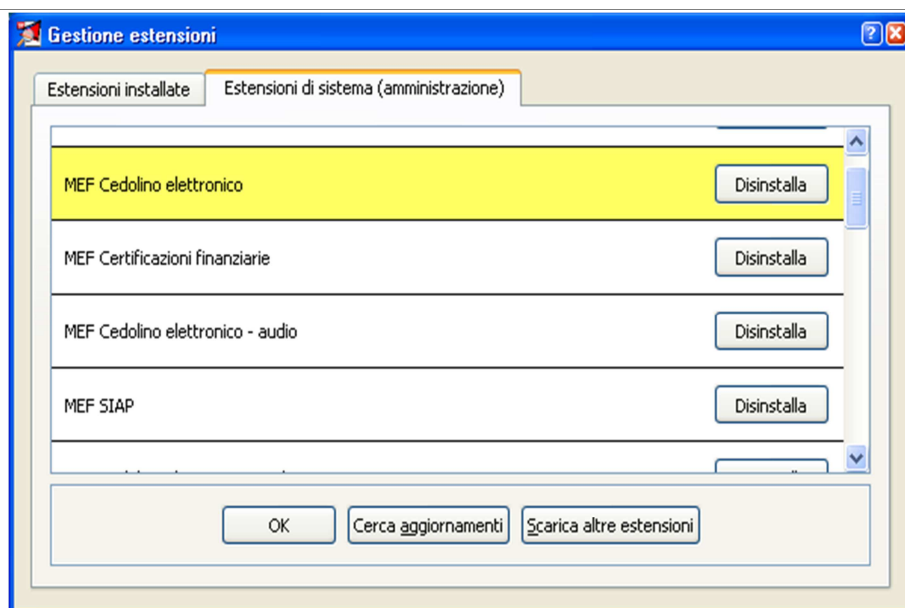 Gestione estensioni
Estensioni installate
Estensioni di sistema (amministrazione)
MEF Cedolino elettronico
Disinstalla
MEF Certificazioni finanziarie
Disinstalla
MEF Cedolino elettronico - audio
Disinstalla
MEF SIAP
Disinstalla
OK
Cerca aggiornamenti
Scarica altre estensioni